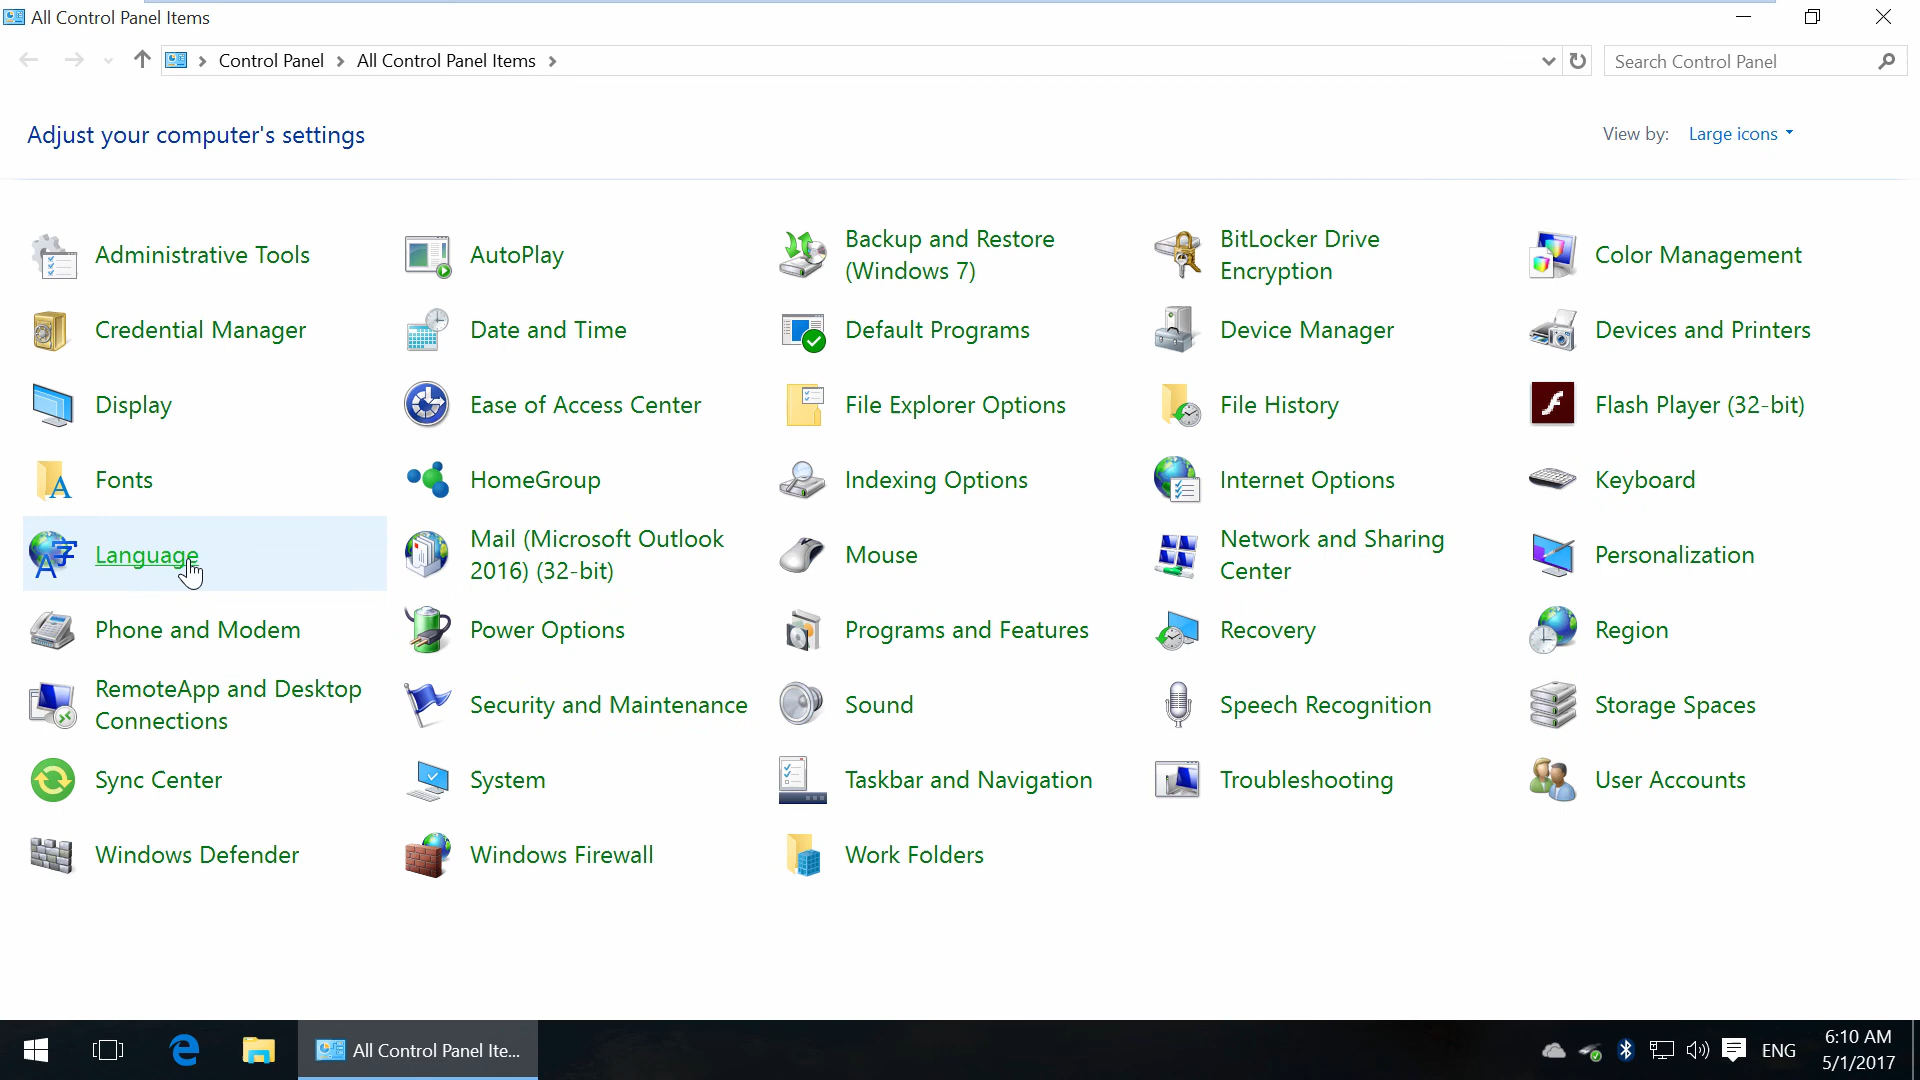 All Control Panel Items
Control Panel All Control Panel Items
Search Control Panel
Adjust your computer's settings
View by: Large icons
Administrative Tools
AutoPlay
Backup and Restore
(Windows 7)
BitLocker Drive
Encryption
Color Management
Credential Manager
Date and Time
Default Programs
Device Manager
Devices and Printers
Display
Ease of Access Center
File Explorer Options
File History
Flash Player (32-bit)
Fonts
HomeGroup
Indexing Options
Internet Options
Keyboard
Language
Mail (Microsoft Outlook
2016) (32-bit)
Mouse
Network and Sharing
Center
Personalization
Phone and Modem
Power Options
Programs and Features
Recovery
Region
RemoteApp and Desktop
Connections
Security and Maintenance
Sound
Speech Recognition
Storage Spaces
Sync Center
System
Taskbar and Navigation
Troubleshooting
User Accounts
Windows Defender
Windows Firewall
Work Folders
All Control Panel Ite...
ENG
6:10 AM
5/1/2017